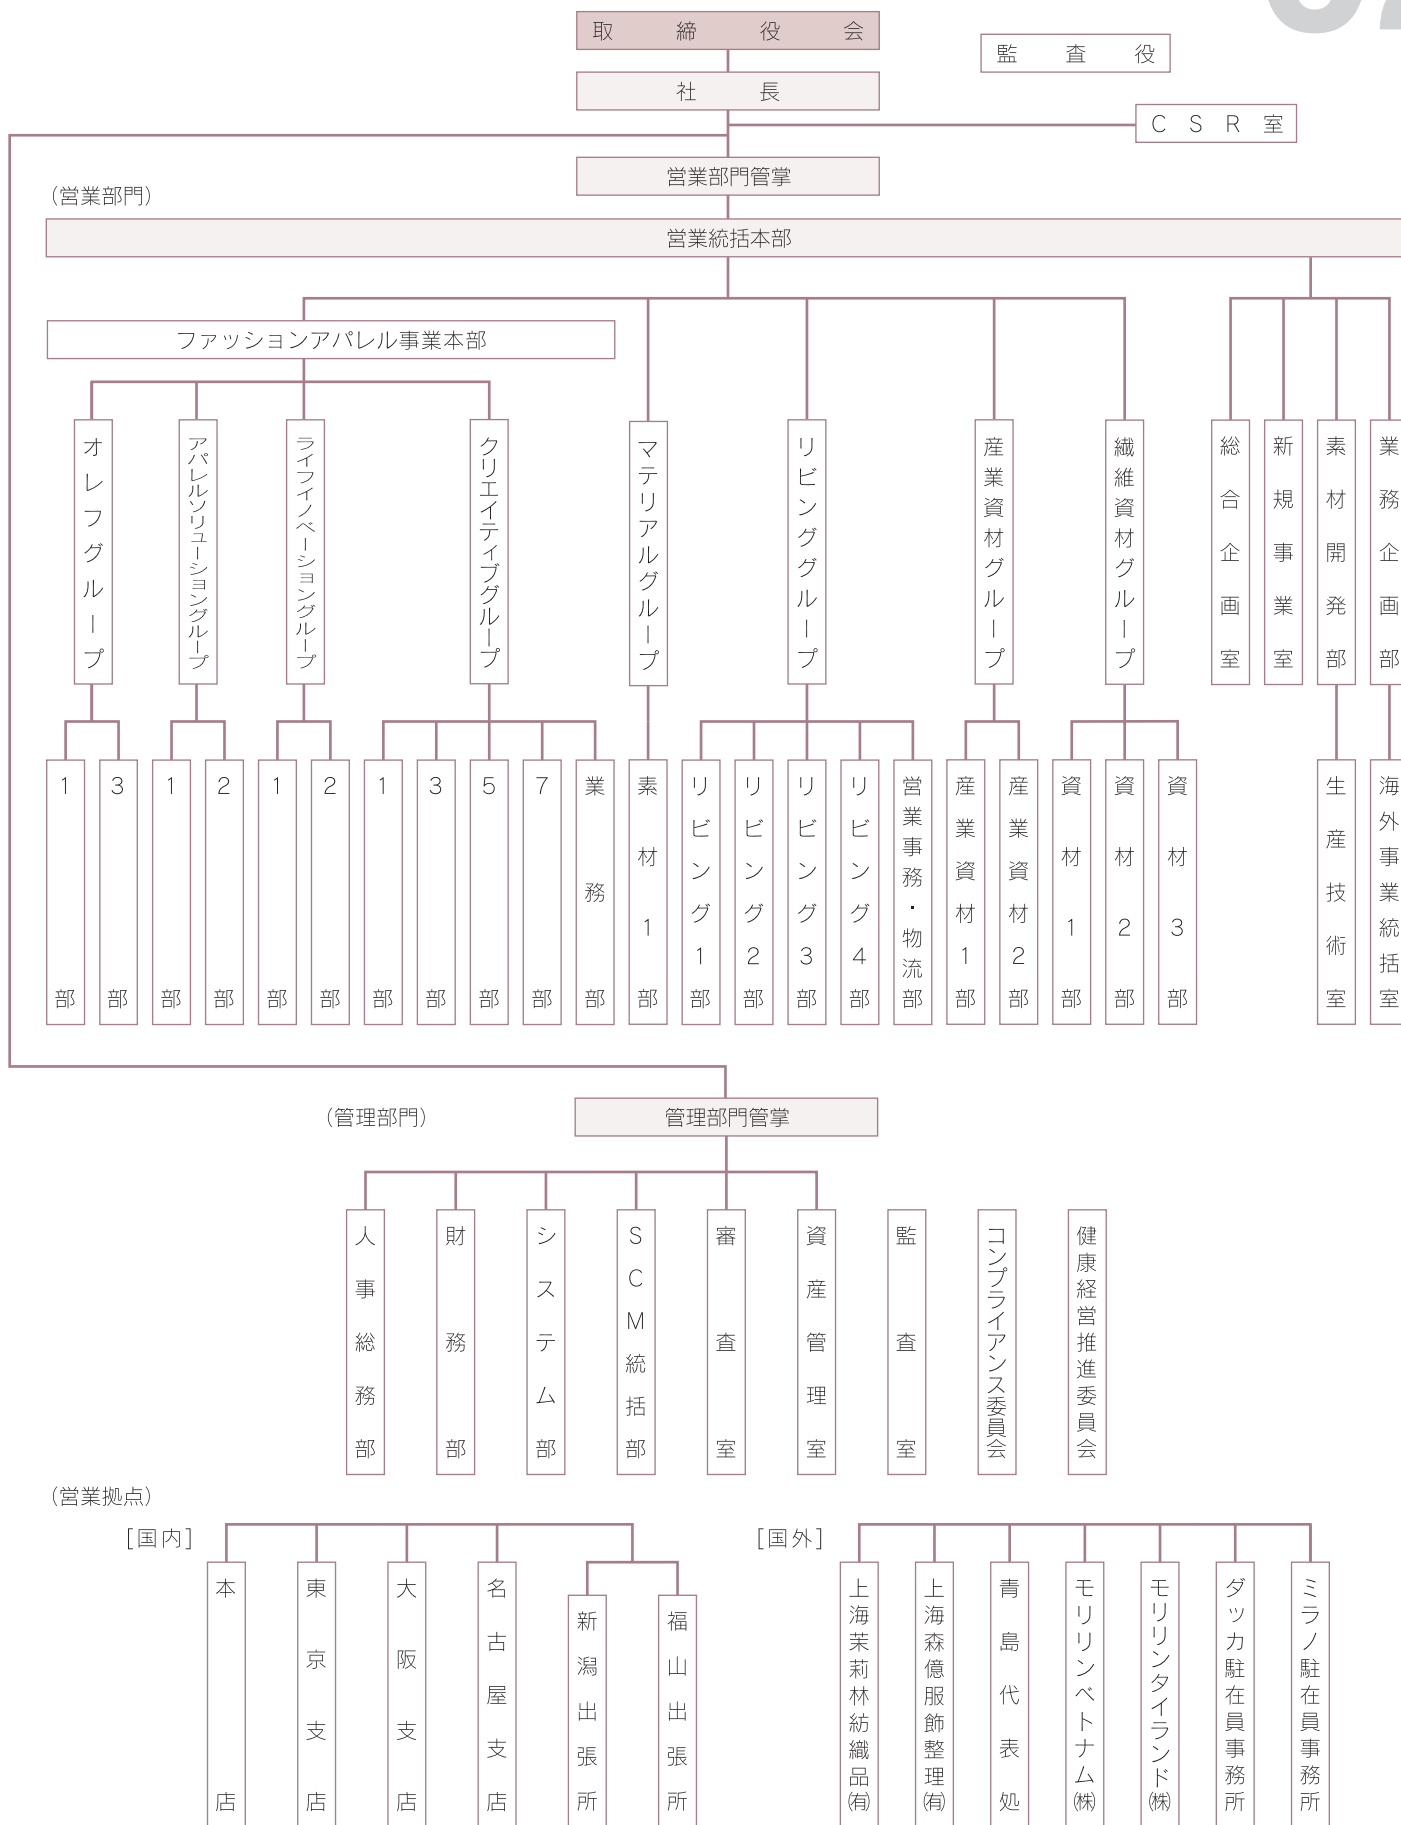 取締役会
監査役
社長
CSR室
営業部門管掌
(営業部門)
営業統括本部
ファッションアパレル事業本部
オレフグループ
アパレルソリューショングループ
ライフイノベーショングループ
クリエイティブグループ
マテリアルグループ
リビンググループ
産業資材グループ
繊維資材グループ
総合企画室
新規事業室
素材開発部
業務企画部
1部
3部
1部
2部
1部
2部
1部
3部
5部
7部
業務部
素材1部
リビング1部
リビング2部
リビング3部
リビング4部
営業事務・物流部
産業資材1部
産業資材2部
資材1部
資材2部
資材3部
生産技術室
海外事業統括室
(管理部門)
管理部門管掌
人事総務部
財務部
システム部
SCM統括部
審査室
資産管理室
監査室
コンプライアンス委員会
健康経営推進委員会
(営業拠点)
[国内]
本店
東京支店
大阪支店
名古屋支店
新潟出張所
福山出張所
[国外]
上海茉莉林紡織品(有)
上海森億服飾整理(有)
青島代表処
モリリンベトナム(株)
モリリンタイランド(株)
ダッカ駐在員事務所
ミラノ駐在員事務所